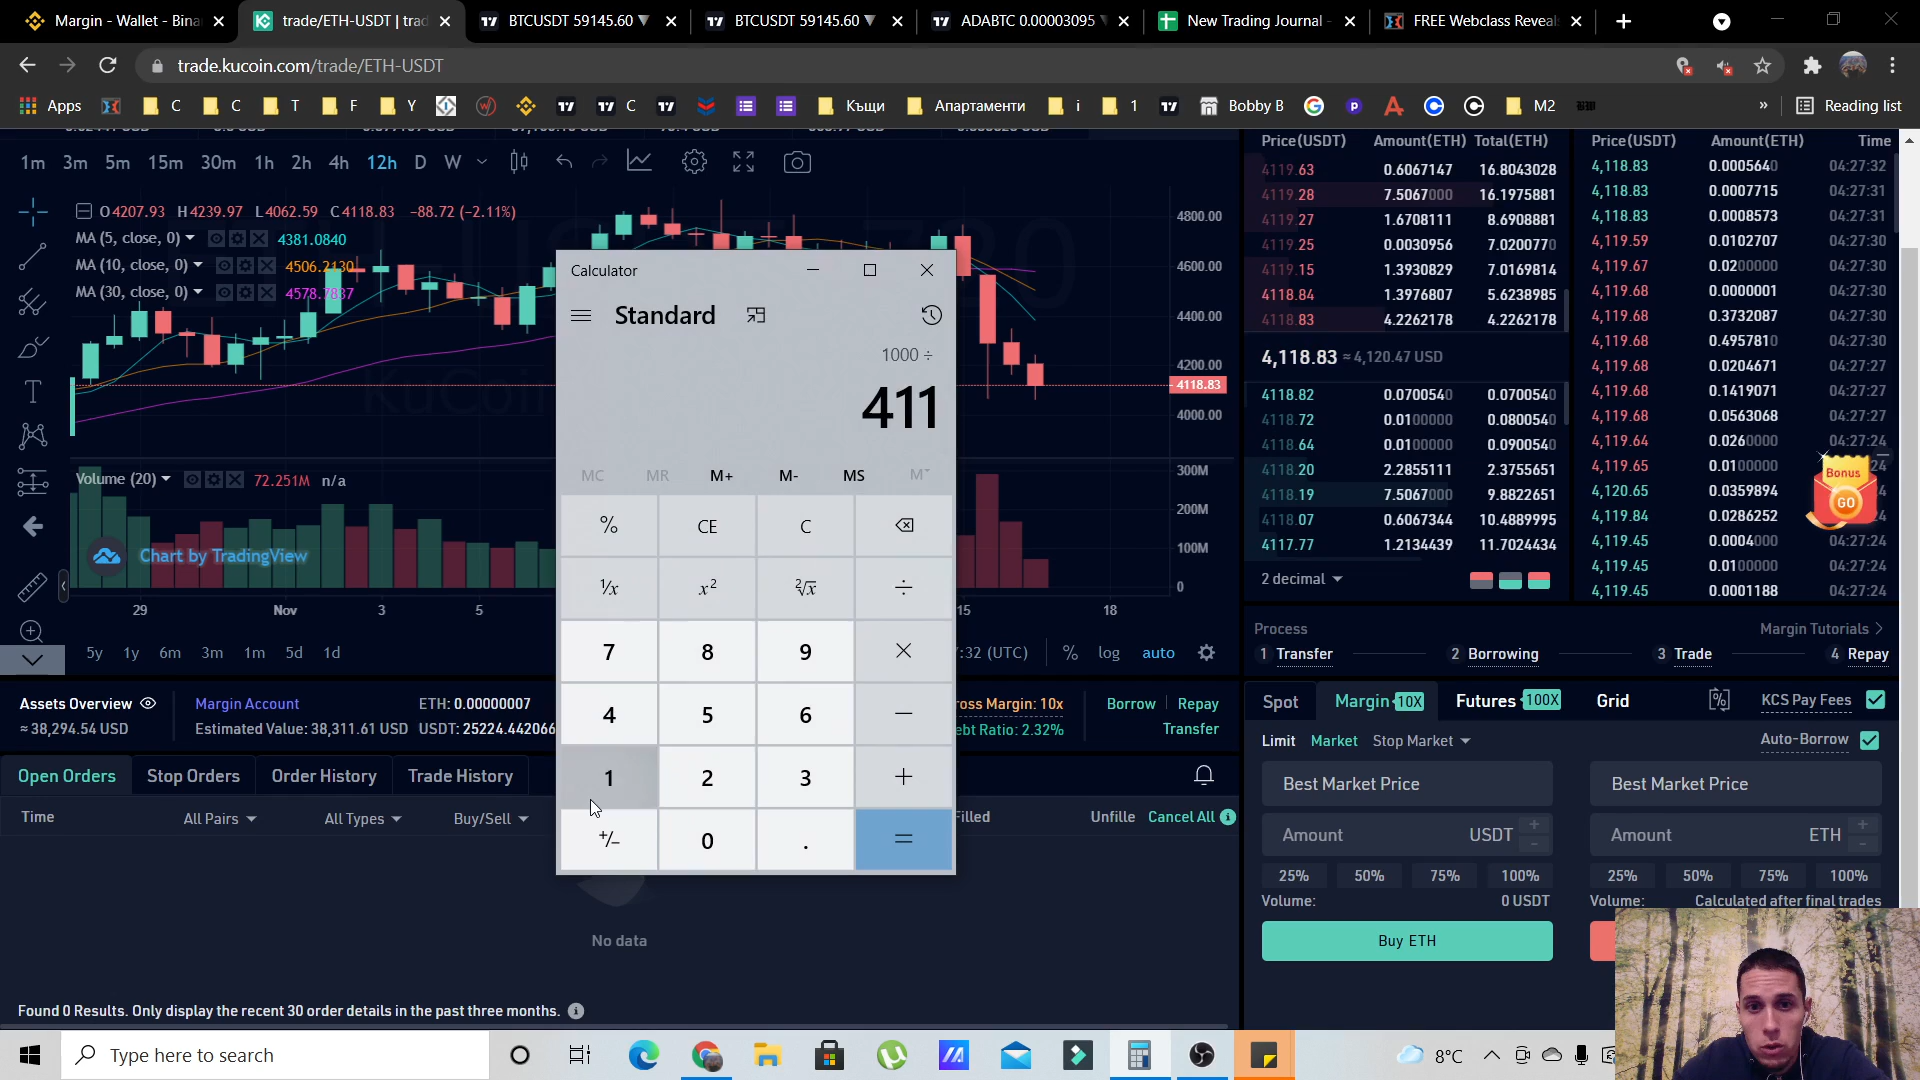 Margin - Wallet - Bina
trade/ETH-USDT | trad
BTCUSDT 59145.60 ▼
BTCUSDT 59145.60 ▼
ADABTC 0.00003095
New Trading Journal -
FREE Webclass Reveal
trade.kucoin.com/trade/ETH-USDT
Apps
C
C
T
F
Y
C
Къщи
Апартаменти
i
1
Bobby B
M2
»
Reading list
1m 3m 5m 15m 30m 1h 2h 4h 12h D W
O4207.93 H4239.97 L4062.59 C4118.83 -88.72 (-2.11%)
MA (5, close, 0) 4381.0840
MA (10, close, 0) 4506.2130
MA (30, close, 0) 4578.7837
4800.00
4600.00
4400.00
4200.00
4118.83
4000.00
Volume (20) 72.251M n/a
300M
200M
100M
0
Chart by TradingView
29 Nov 3 5 15 18
5y 1y 6m 3m 1m 5d 1d
:32 (UTC) % log auto
Calculator
Standard
1000 ÷
411
MC MR M+ M- MS M˅
% CE C
¹/x x² ²√x ÷
7 8 9 ×
4 5 6 −
1 2 3 +
+/− 0 . =
Price(USDT) Amount(ETH) Total(ETH)
4119.63 0.6067147 16.8043028
4119.28 7.5067000 16.1975881
4119.27 1.6708111 8.6908881
4119.25 0.0030956 7.0200770
4119.15 1.3930829 7.0169814
4118.84 1.3976807 5.6238985
4118.83 4.2262178 4.2262178
4,118.83 ≈ 4,120.47 USD
4118.82 0.0700540 0.0700540
4118.72 0.0100000 0.0800540
4118.64 0.0100000 0.0900540
4118.20 2.2855111 2.3755651
4118.19 7.5067000 9.8822651
4118.07 0.6067344 10.4889995
4117.77 1.2134439 11.7024434
2 decimal
Price(USDT) Amount(ETH) Time
4,118.83 0.0005640 04:27:32
4,118.83 0.0007715 04:27:31
4,118.83 0.0008573 04:27:31
4,119.59 0.0102707 04:27:30
4,119.67 0.0200000 04:27:30
4,119.68 0.0000001 04:27:30
4,119.68 0.3732087 04:27:30
4,119.68 0.4957810 04:27:30
4,119.68 0.0204671 04:27:27
4,119.68 0.1419071 04:27:27
4,119.68 0.0563068 04:27:27
4,119.64 0.0260000 04:27:24
4,119.65 0.0100000 24
4,120.65 0.0359894 4
4,119.84 0.0286252 24
4,119.45 0.0004000 04:27:24
4,119.45 0.0100000 04:27:24
4,119.45 0.0001188 04:27:24
Bonus
GO
Process
Margin Tutorials >
1 Transfer 2 Borrowing 3 Trade 4 Repay
Assets Overview
≈ 38,294.54 USD
Margin Account
Estimated Value: 38,311.61 USD
ETH: 0.00000007
USDT: 25224.442066
ross Margin: 10x
ebt Ratio: 2.32%
Borrow | Repay
Transfer
Open Orders Stop Orders Order History Trade History
Time All Pairs All Types Buy/Sell Filled Unfille Cancel All
No data
Found 0 Results. Only display the recent 30 order details in the past three months.
Spot Margin 10X Futures 100X Grid KCS Pay Fees
Limit Market Stop Market Auto-Borrow
Best Market Price
Amount USDT
25% 50% 75% 100%
Volume: 0 USDT
Buy ETH
Best Market Price
Amount ETH
25% 50% 75% 100%
Volume: Calculated after final trades
Type here to search
8°C